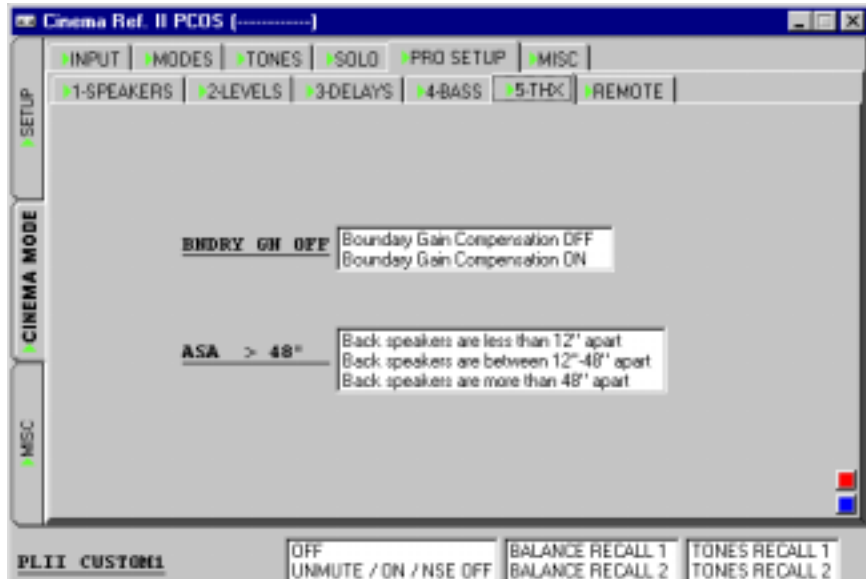 Cinema Ref. II PCOS (------------)
INPUT MODES TONES SOLO PRO SETUP MISC
1-SPEAKERS 2-LEVELS 3-DELAYS 4-BASS 5-THX REMOTE
SETUP
CINEMA MODE
MISC
BNDRY GN OFF
Boundary Gain Compensation OFF
Boundary Gain Compensation ON
ASA > 48"
Back speakers are less than 12" apart
Back speakers are between 12"-48" apart
Back speakers are more than 48" apart
PLII CUSTOM1
OFF
UNMUTE / ON / NSE OFF
BALANCE RECALL 1
BALANCE RECALL 2
TONES RECALL 1
TONES RECALL 2